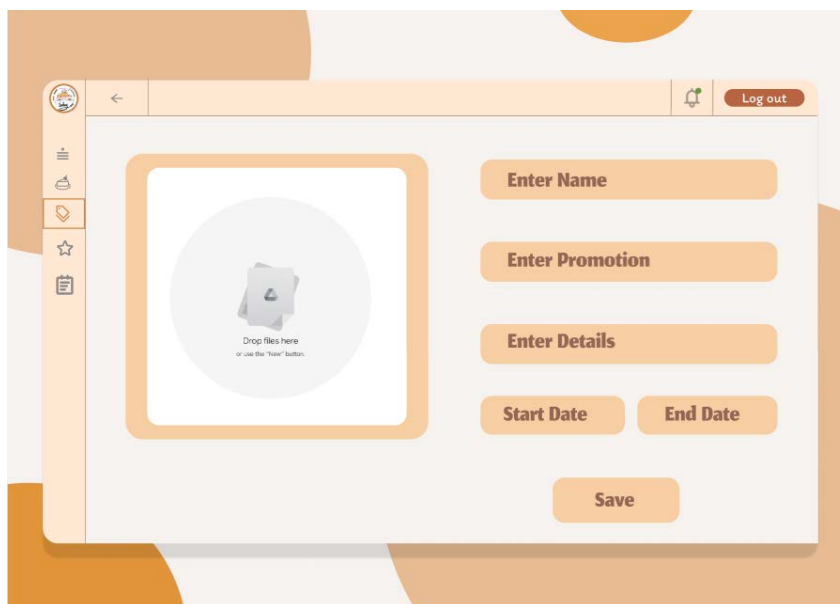 Log out
Enter Name
Enter Promotion
Enter Details
Start Date
End Date
Save
Drop files here
or use the "New" button.